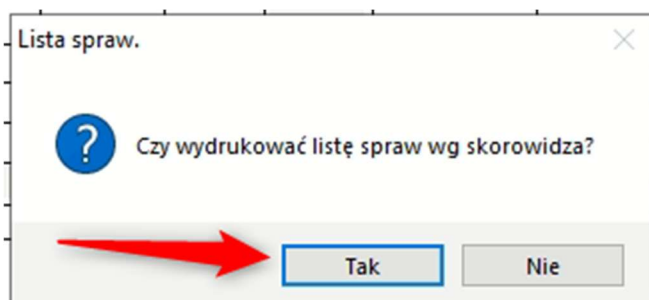 Lista spraw.
Czy wydrukować listę spraw wg skorowidza?
Tak Nie